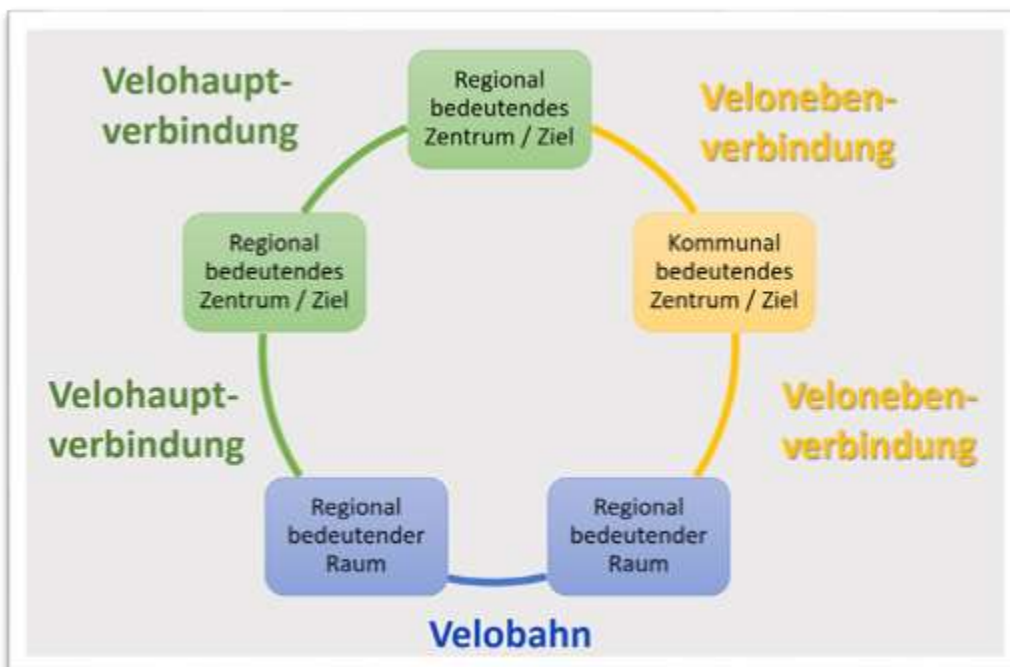 Velohaupt-
verbindung
Regional
bedeutendes
Zentrum / Ziel
Veloneben-
verbindung
Regional
bedeutendes
Zentrum / Ziel
Kommunal
bedeutendes
Zentrum / Ziel
Velohaupt-
verbindung
Veloneben-
verbindung
Regional
bedeutender
Raum
Regional
bedeutender
Raum
Velobahn